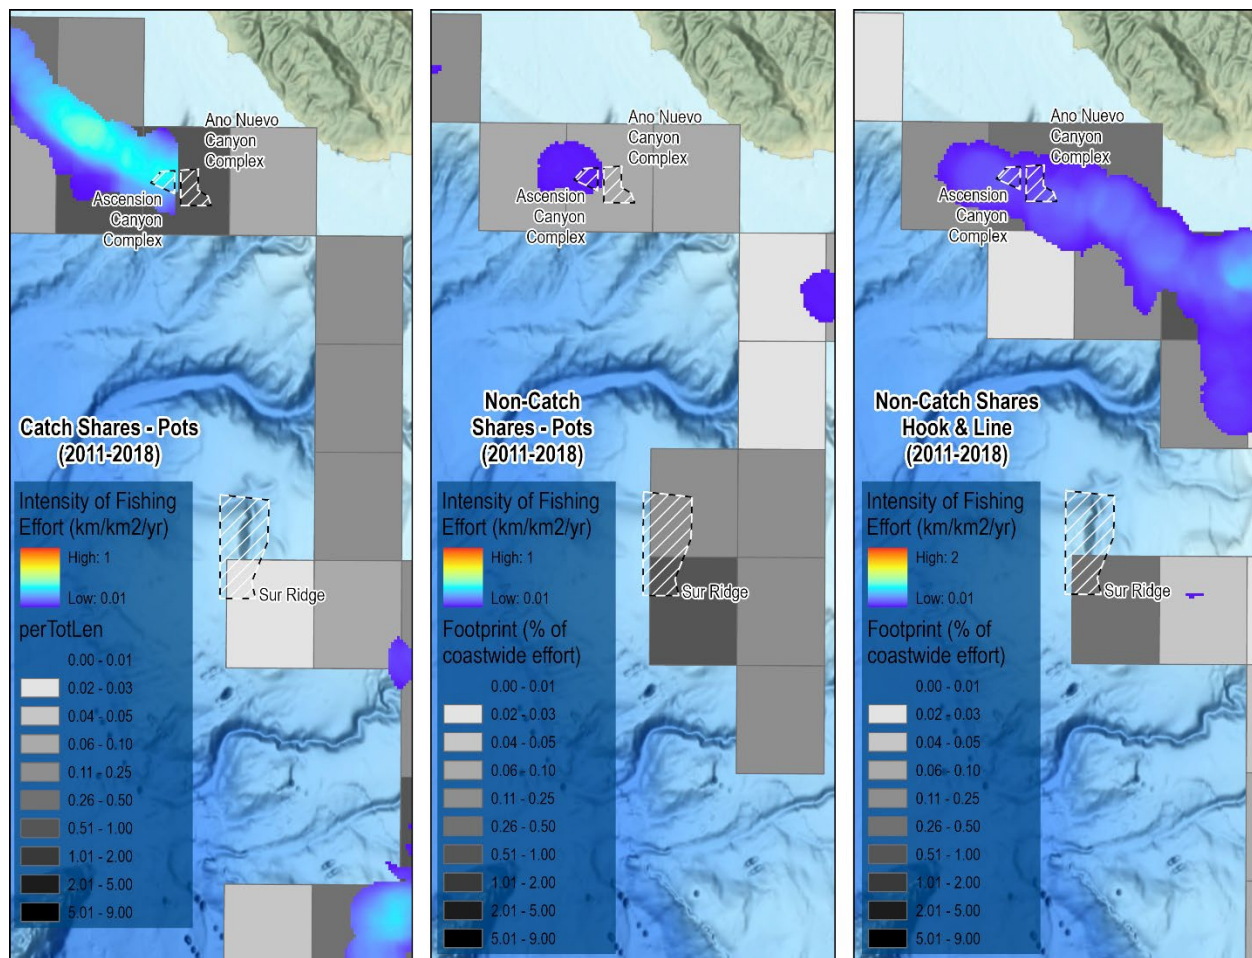 Ano Nuevo
Canyon
Complex
Ascension
Canyon
Complex
Catch Shares - Pots
(2011-2018)
Intensity of Fishing
Effort (km/km2/yr)
High: 1
Low: 0.01
Sur Ridge
perTotLen
0.00 - 0.01
0.02 - 0.03
0.04 - 0.05
0.06 - 0.10
0.11 - 0.25
0.26 - 0.50
0.51 - 1.00
1.01 - 2.00
2.01 - 5.00
5.01 - 9.00
Ano Nuevo
Canyon
Complex
Ascension
Canyon
Complex
Non-Catch
Shares - Pots
(2011-2018)
Intensity of Fishing
Effort (km/km2/yr)
High: 1
Low: 0.01
Sur Ridge
Footprint (% of
coastwide effort)
0.00 - 0.01
0.02 - 0.03
0.04 - 0.05
0.06 - 0.10
0.11 - 0.25
0.26 - 0.50
0.51 - 1.00
1.01 - 2.00
2.01 - 5.00
5.01 - 9.00
Ano Nuevo
Canyon
Complex
Ascension
Canyon
Complex
Non-Catch Shares
Hook & Line
(2011-2018)
Intensity of Fishing
Effort (km/km2/yr)
High: 2
Low: 0.01
Sur Ridge
Footprint (% of
coastwide effort)
0.00 - 0.01
0.02 - 0.03
0.04 - 0.05
0.06 - 0.10
0.11 - 0.25
0.26 - 0.50
0.51 - 1.00
1.01 - 2.00
2.01 - 5.00
5.01 - 9.00